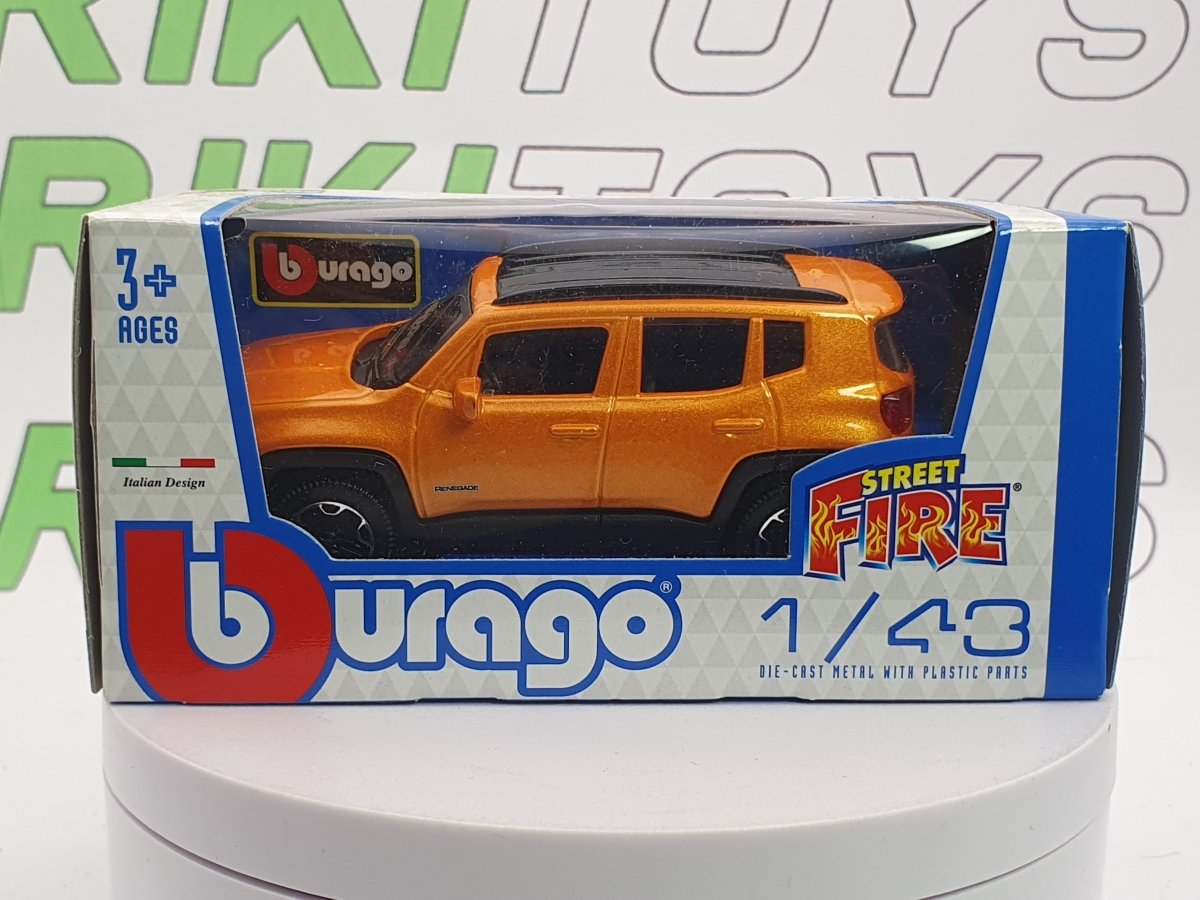 RIKITOYS
RIKITOYS
3+
AGES
burago
RENEGADE
Italian Design
STREET
FIRE®
burago®
1/43
DIE-CAST METAL WITH PLASTIC PARTS